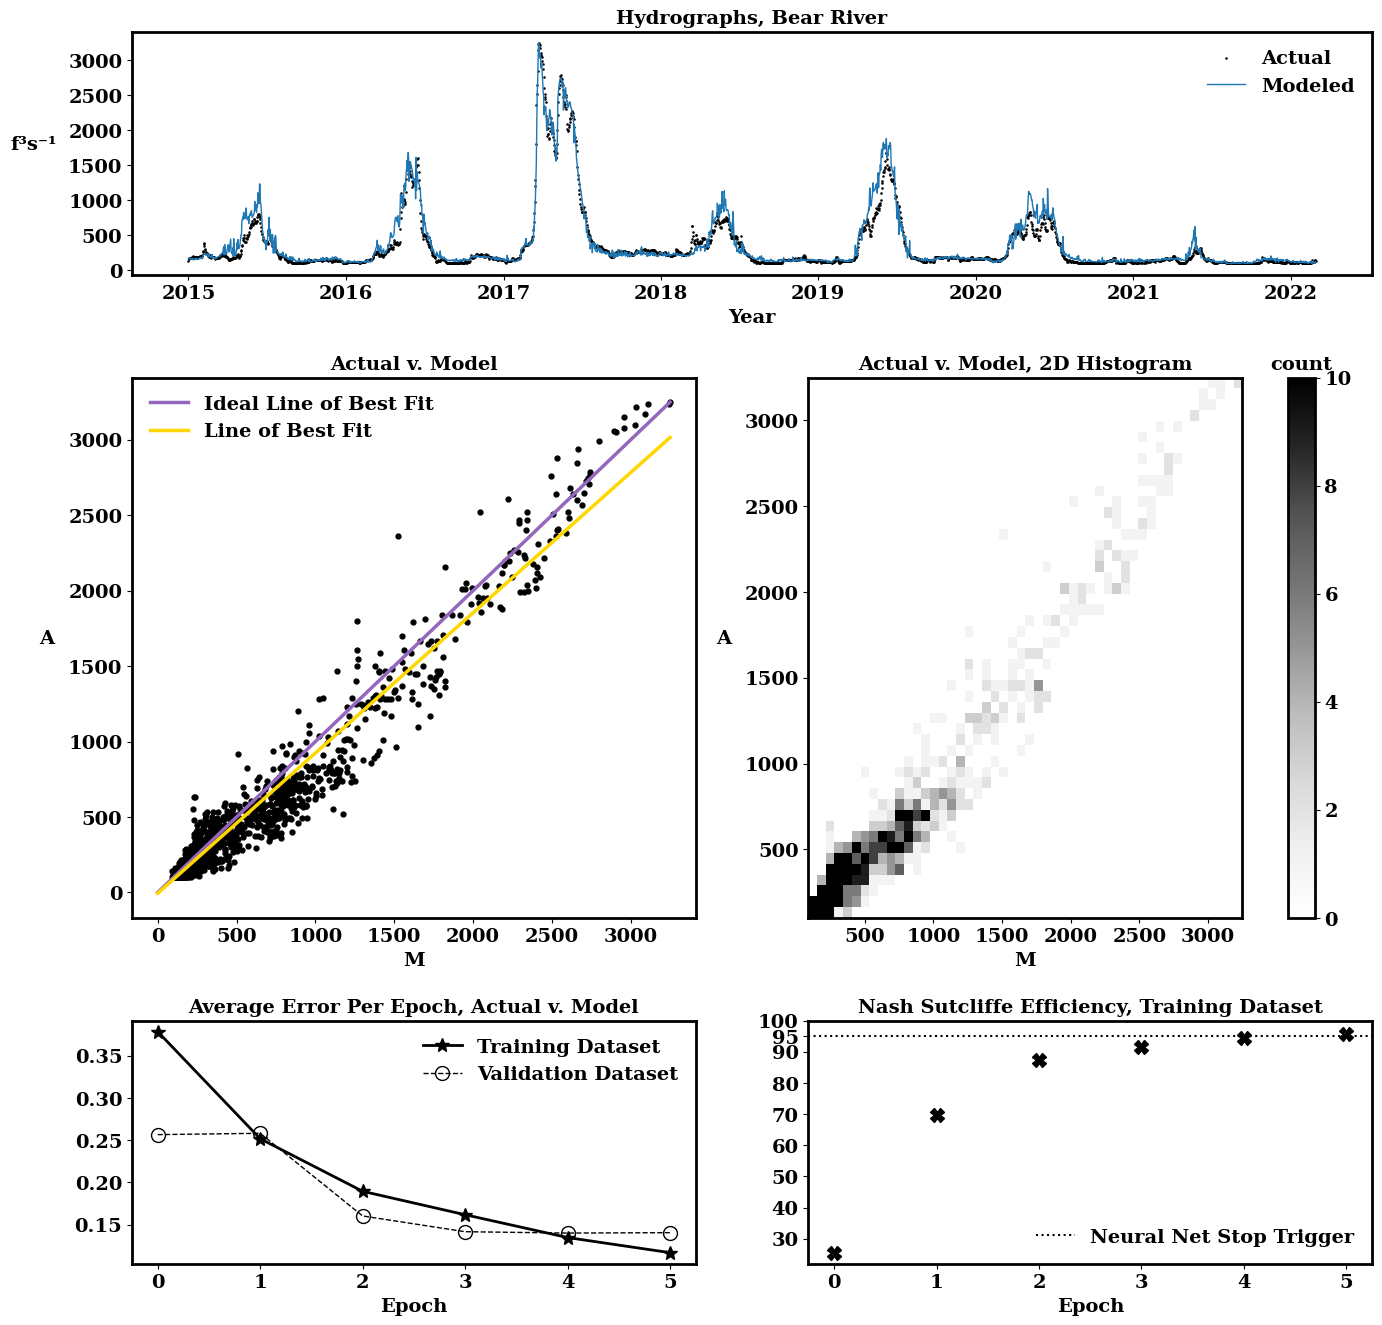 Hydrographs, Bear River
3000
2500
2000
1500
1000
500
0
f³s⁻¹
Actual
Modeled
2015 2016 2017 2018 2019 2020 2021 2022
Year
Actual v. Model
Ideal Line of Best Fit
Line of Best Fit
3000
2500
2000
1500
1000
500
0
A
0 500 1000 1500 2000 2500 3000
M
Actual v. Model, 2D Histogram
3000
2500
2000
1500
1000
500
A
500 1000 1500 2000 2500 3000
M
count
10
8
6
4
2
0
Average Error Per Epoch, Actual v. Model
0.35
0.30
0.25
0.20
0.15
Training Dataset
Validation Dataset
0 1 2 3 4 5
Epoch
Nash Sutcliffe Efficiency, Training Dataset
100
95
90
80
70
60
50
40
30
Neural Net Stop Trigger
0 1 2 3 4 5
Epoch